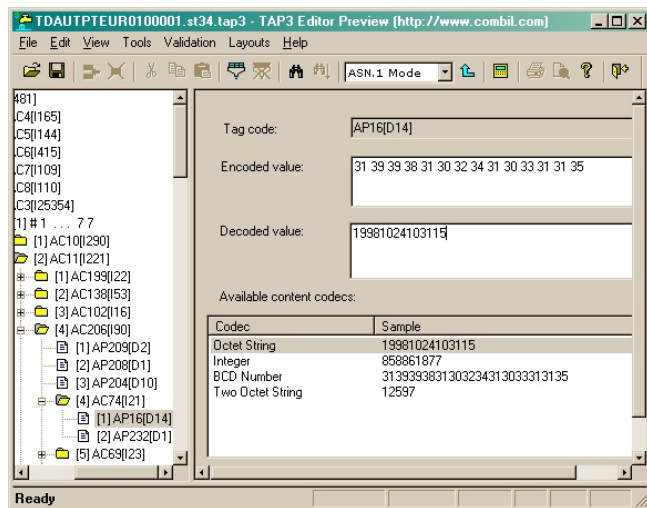 TDAUTPTEUR0100001.st34.tap3 - TAP3 Editor Preview (http://www.combil.com)
File Edit View Tools Validation Layouts Help
ASN.1 Mode
481]
.C4[I165]
.C5[I144]
.C6[I415]
.C7[I109]
.C8[I110]
.C3[I25354]
[1] # 1 ... 7 7
[1] AC10[I290]
[2] AC11[I221]
[1] AC199[I22]
[2] AC138[I53]
[3] AC102[I16]
[4] AC206[I90]
[1] AP209[D2]
[2] AP208[D1]
[3] AP204[D10]
[4] AC74[I21]
[1] AP16[D14]
[2] AP232[D1]
[5] AC69[I23]
Tag code: AP16[D14]
Encoded value: 31 39 39 38 31 30 32 34 31 30 33 31 31 35
Decoded value: 19981024103115
Available content codecs:
Codec Sample
Octet String 19981024103115
Integer 858861877
BCD Number 3139393831303234313033313135
Two Octet String 12597
Ready